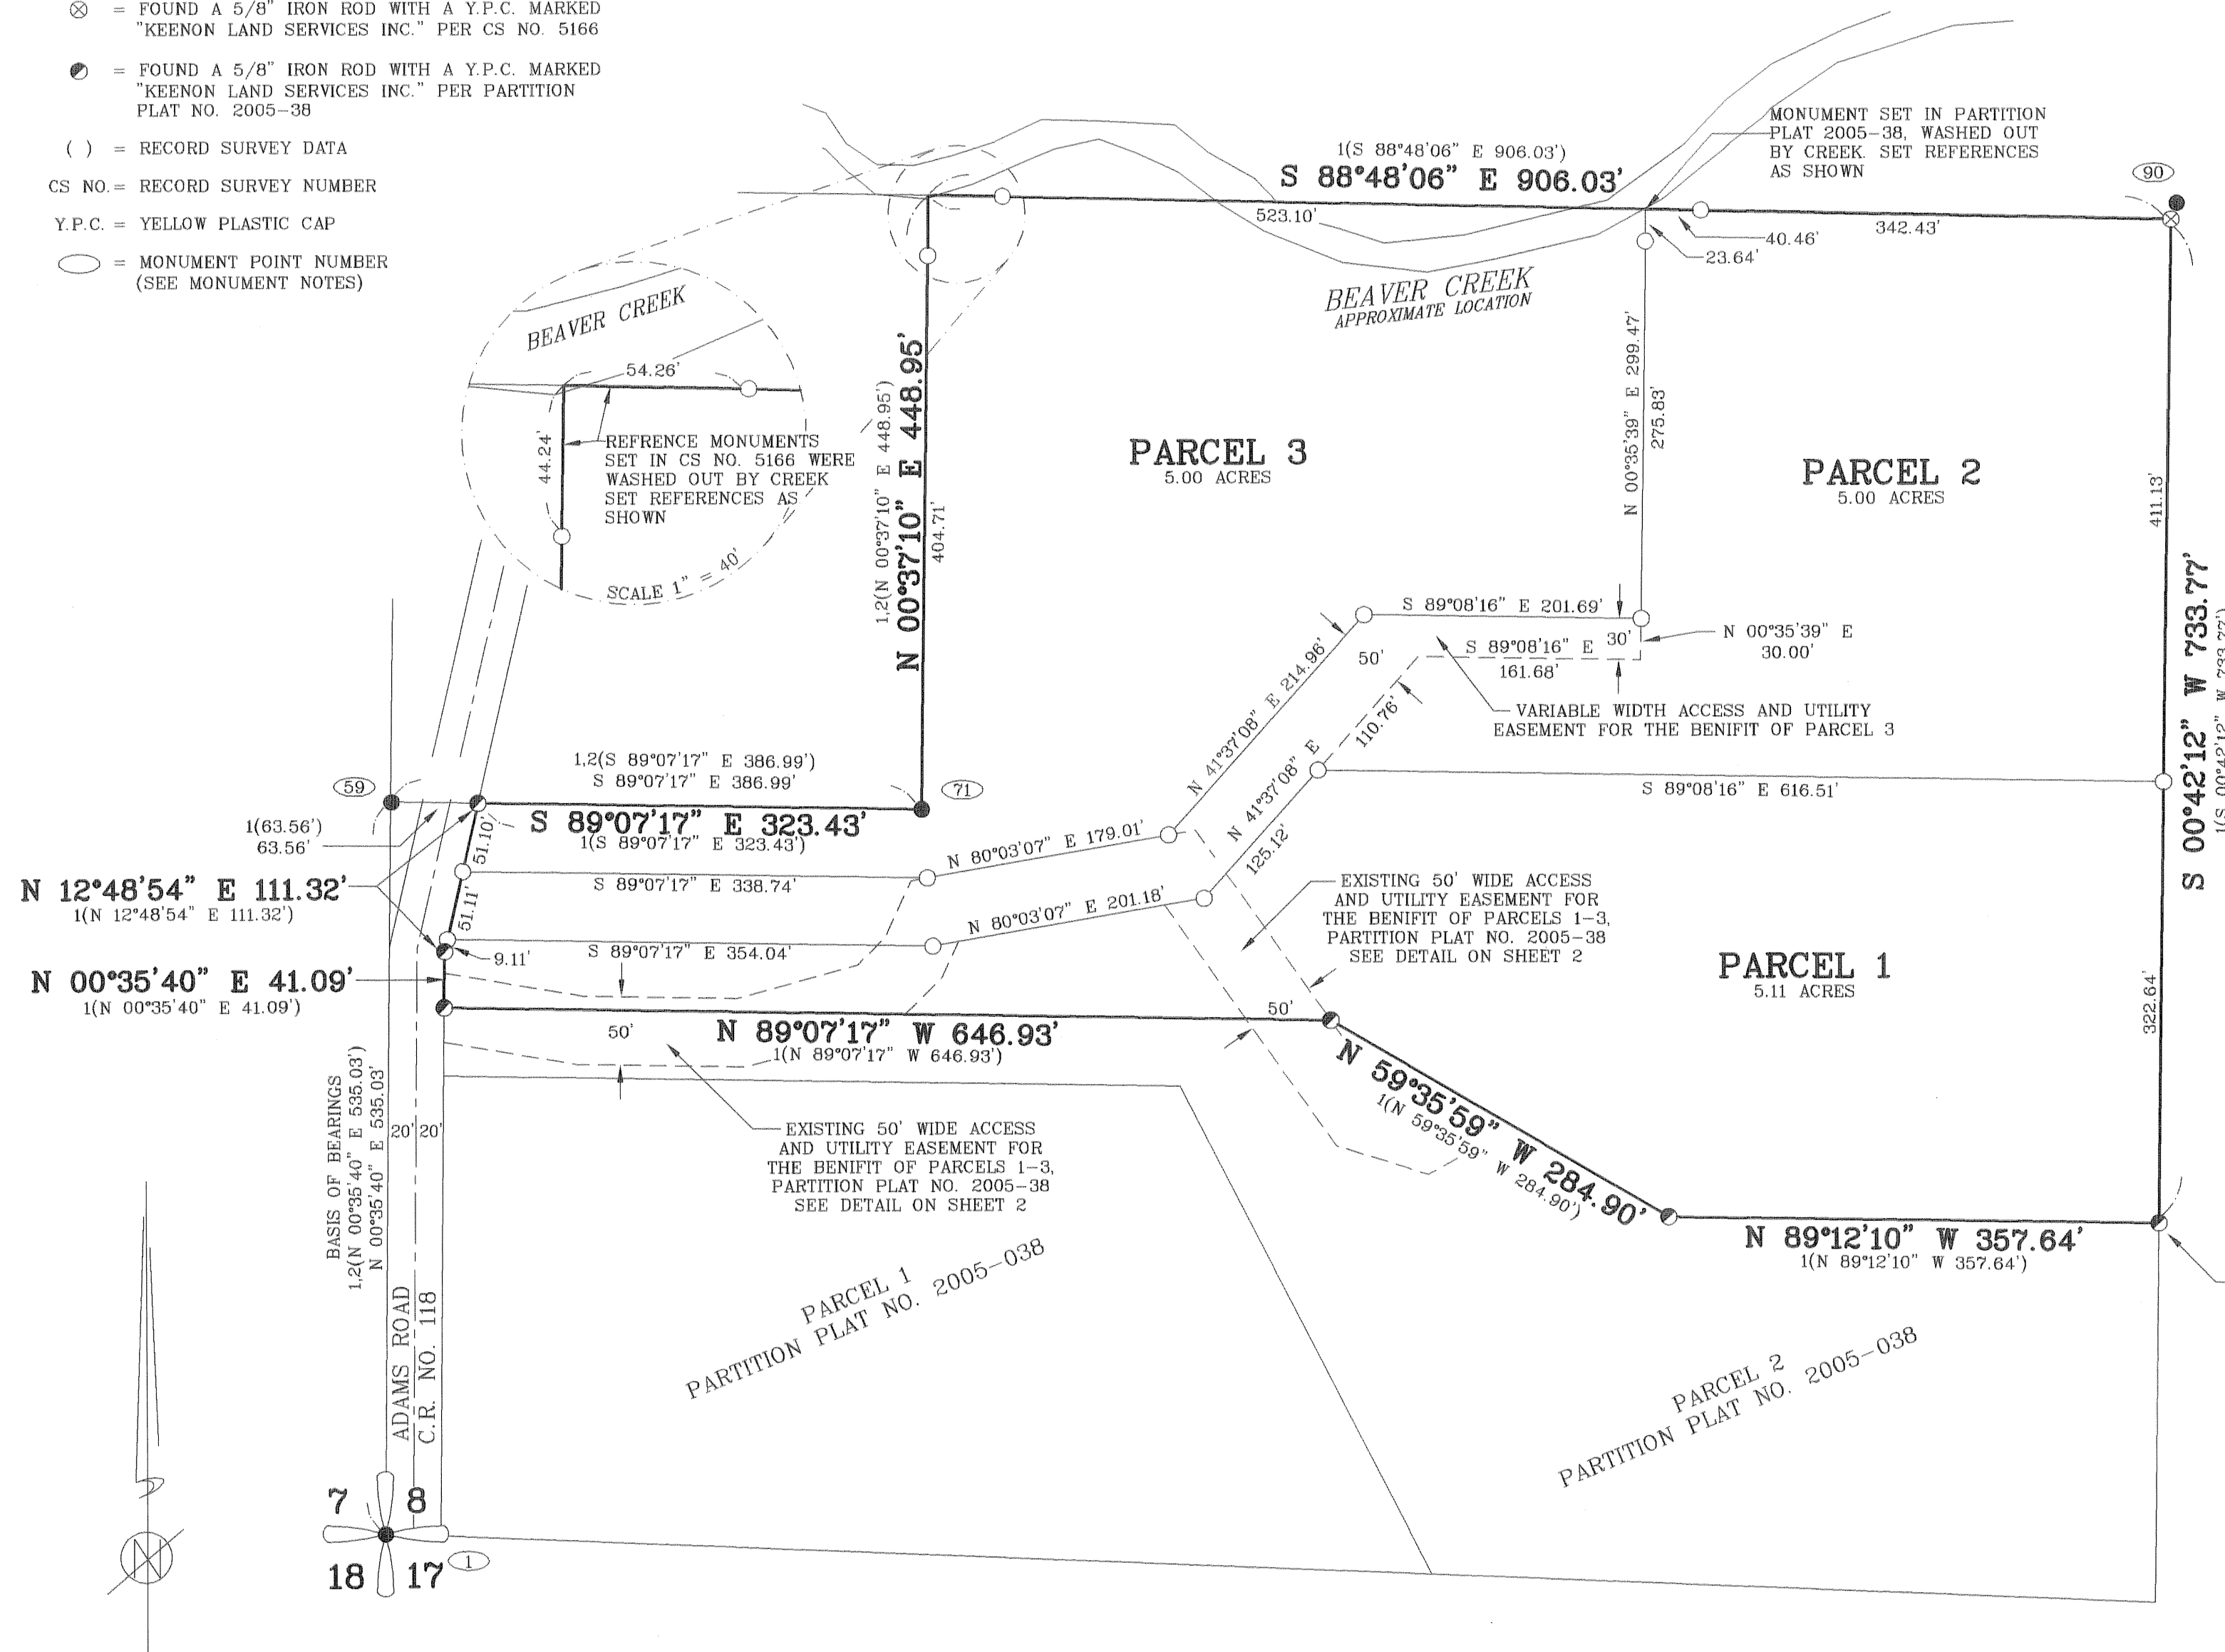 ⊗ = FOUND A 5/8" IRON ROD WITH A Y.P.C. MARKED
"KEENON LAND SERVICES INC." PER CS NO. 5166
= FOUND A 5/8" IRON ROD WITH A Y.P.C. MARKED
"KEENON LAND SERVICES INC." PER PARTITION
PLAT NO. 2005-38
( ) = RECORD SURVEY DATA
CS NO.= RECORD SURVEY NUMBER
Y.P.C. = YELLOW PLASTIC CAP
= MONUMENT POINT NUMBER
(SEE MONUMENT NOTES)
MONUMENT SET IN PARTITION
PLAT 2005-38, WASHED OUT
BY CREEK. SET REFERENCES
AS SHOWN
90
1(S 88°48'06" E 906.03')
S 88°48'06" E 906.03'
523.10'
40.46'
23.64'
342.43'
BEAVER CREEK
APPROXIMATE LOCATION
BEAVER CREEK
54.26'
44.24'
REFRENCE MONUMENTS
SET IN CS NO. 5166 WERE
WASHED OUT BY CREEK
SET REFERENCES AS
SHOWN
SCALE 1" = 40'
1,2(N 00°37'10" E 448.95')
N 00°37'10" E 448.95'
404.71'
PARCEL 3
5.00 ACRES
N 00°35'39" E 299.47'
275.83'
PARCEL 2
5.00 ACRES
411.13'
S 00°42'12" W 733.77'
1(S 00°42'12" W 733.77')
S 89°08'16" E 201.69'
30'
N 00°35'39" E
30.00'
S 89°08'16" E
161.68'
50'
N 41°37'08" E 214.96'
110.76'
VARIABLE WIDTH ACCESS AND UTILITY
EASEMENT FOR THE BENIFIT OF PARCEL 3
N 41°37'08" E
125.12'
S 89°08'16" E 616.51'
1,2(S 89°07'17" E 386.99')
S 89°07'17" E 386.99'
59
71
S 89°07'17" E 323.43'
1(S 89°07'17" E 323.43')
1(63.56')
63.56'
51.10'
N 12°48'54" E 111.32'
1(N 12°48'54" E 111.32')
S 89°07'17" E 338.74'
N 80°03'07" E 179.01'
51.11'
N 80°03'07" E 201.18'
S 89°07'17" E 354.04'
9.11'
N 00°35'40" E 41.09'
1(N 00°35'40" E 41.09')
EXISTING 50' WIDE ACCESS
AND UTILITY EASEMENT FOR
THE BENIFIT OF PARCELS 1-3,
PARTITION PLAT NO. 2005-38
SEE DETAIL ON SHEET 2
PARCEL 1
5.11 ACRES
322.64'
50'
50'
N 89°07'17" W 646.93'
1(N 89°07'17" W 646.93')
N 59°35'59" W 284.90'
1(N 59°35'59" W 284.90')
N 89°12'10" W 357.64'
1(N 89°12'10" W 357.64')
EXISTING 50' WIDE ACCESS
AND UTILITY EASEMENT FOR
THE BENIFIT OF PARCELS 1-3,
PARTITION PLAT NO. 2005-38
SEE DETAIL ON SHEET 2
BASIS OF BEARINGS
1,2(N 00°35'40" E 535.03')
N 00°35'40" E 535.03'
20' 20'
ADAMS ROAD
C.R. NO. 118
PARCEL 1
PARTITION PLAT NO. 2005-038
PARCEL 2
PARTITION PLAT NO. 2005-038
7 8
18 17
1
N